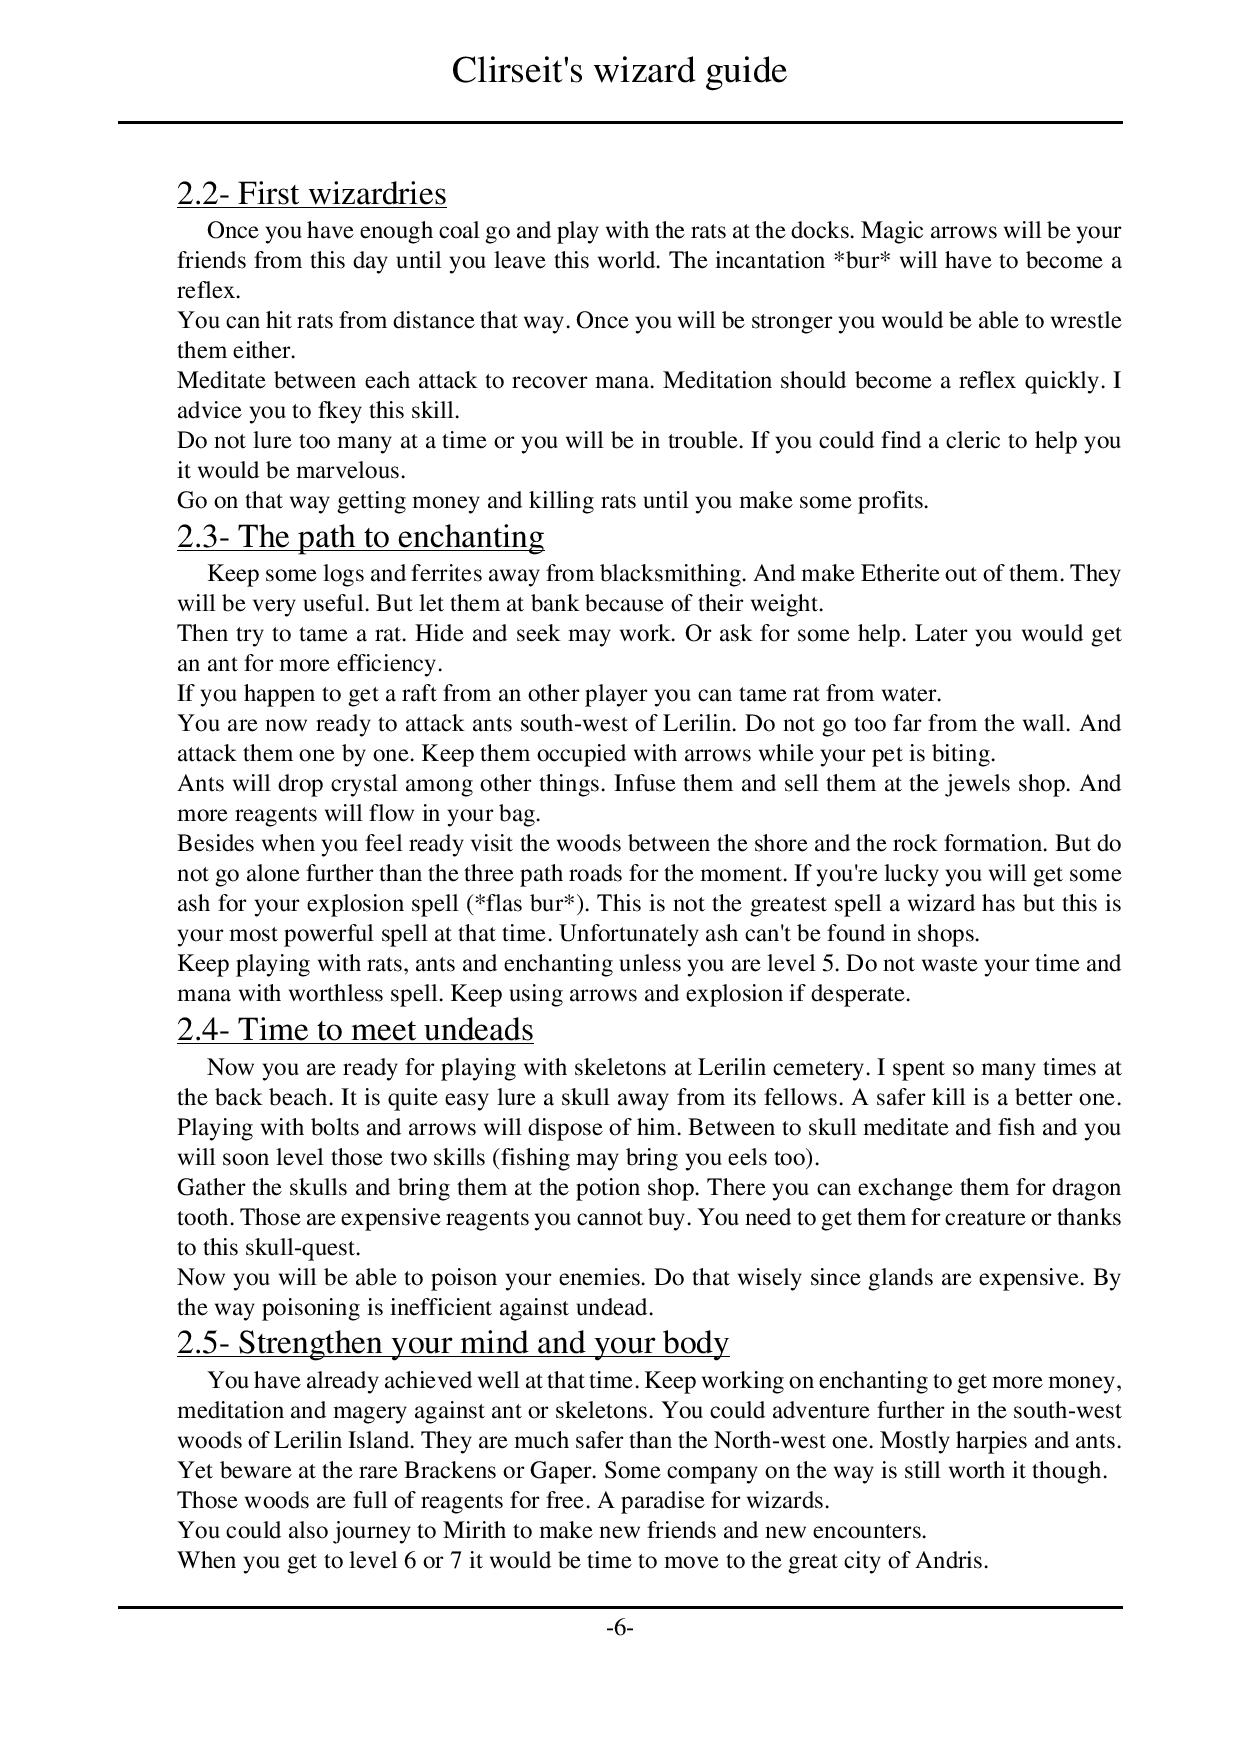 Clirseit's wizard guide
2.2- First wizardries
Once you have enough coal go and play with the rats at the docks. Magic arrows will be your
friends from this day until you leave this world. The incantation *bur* will have to become a
reflex.
You can hit rats from distance that way. Once you will be stronger you would be able to wrestle
them either.
Meditate between each attack to recover mana. Meditation should become a reflex quickly. I
advice you to fkey this skill.
Do not lure too many at a time or you will be in trouble. If you could find a cleric to help you
it would be marvelous.
Go on that way getting money and killing rats until you make some profits.
2.3- The path to enchanting
Keep some logs and ferrites away from blacksmithing. And make Etherite out of them. They
will be very useful. But let them at bank because of their weight.
Then try to tame a rat. Hide and seek may work. Or ask for some help. Later you would get
an ant for more efficiency.
If you happen to get a raft from an other player you can tame rat from water.
You are now ready to attack ants south-west of Lerilin. Do not go too far from the wall. And
attack them one by one. Keep them occupied with arrows while your pet is biting.
Ants will drop crystal among other things. Infuse them and sell them at the jewels shop. And
more reagents will flow in your bag.
Besides when you feel ready visit the woods between the shore and the rock formation. But do
not go alone further than the three path roads for the moment. If you're lucky you will get some
ash for your explosion spell (*flas bur*). This is not the greatest spell a wizard has but this is
your most powerful spell at that time. Unfortunately ash can't be found in shops.
Keep playing with rats, ants and enchanting unless you are level 5. Do not waste your time and
mana with worthless spell. Keep using arrows and explosion if desperate.
2.4- Time to meet undeads
Now you are ready for playing with skeletons at Lerilin cemetery. I spent so many times at
the back beach. It is quite easy lure a skull away from its fellows. A safer kill is a better one.
Playing with bolts and arrows will dispose of him. Between to skull meditate and fish and you
will soon level those two skills (fishing may bring you eels too).
Gather the skulls and bring them at the potion shop. There you can exchange them for dragon
tooth. Those are expensive reagents you cannot buy. You need to get them for creature or thanks
to this skull-quest.
Now you will be able to poison your enemies. Do that wisely since glands are expensive. By
the way poisoning is inefficient against undead.
2.5- Strengthen your mind and your body
You have already achieved well at that time. Keep working on enchanting to get more money,
meditation and magery against ant or skeletons. You could adventure further in the south-west
woods of Lerilin Island. They are much safer than the North-west one. Mostly harpies and ants.
Yet beware at the rare Brackens or Gaper. Some company on the way is still worth it though.
Those woods are full of reagents for free. A paradise for wizards.
You could also journey to Mirith to make new friends and new encounters.
When you get to level 6 or 7 it would be time to move to the great city of Andris.
-6-